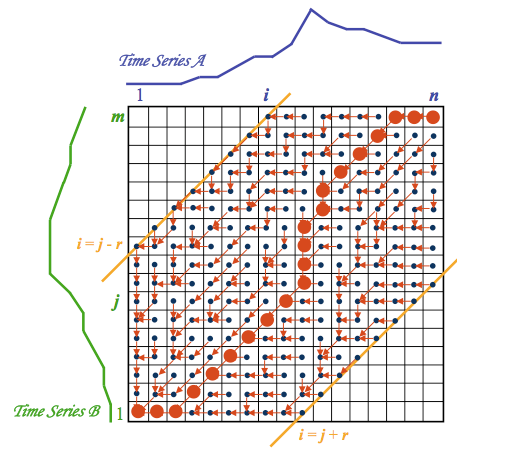 Time Series A
1 i n
m
i = j - r
j
Time Series B 1
i = j + r